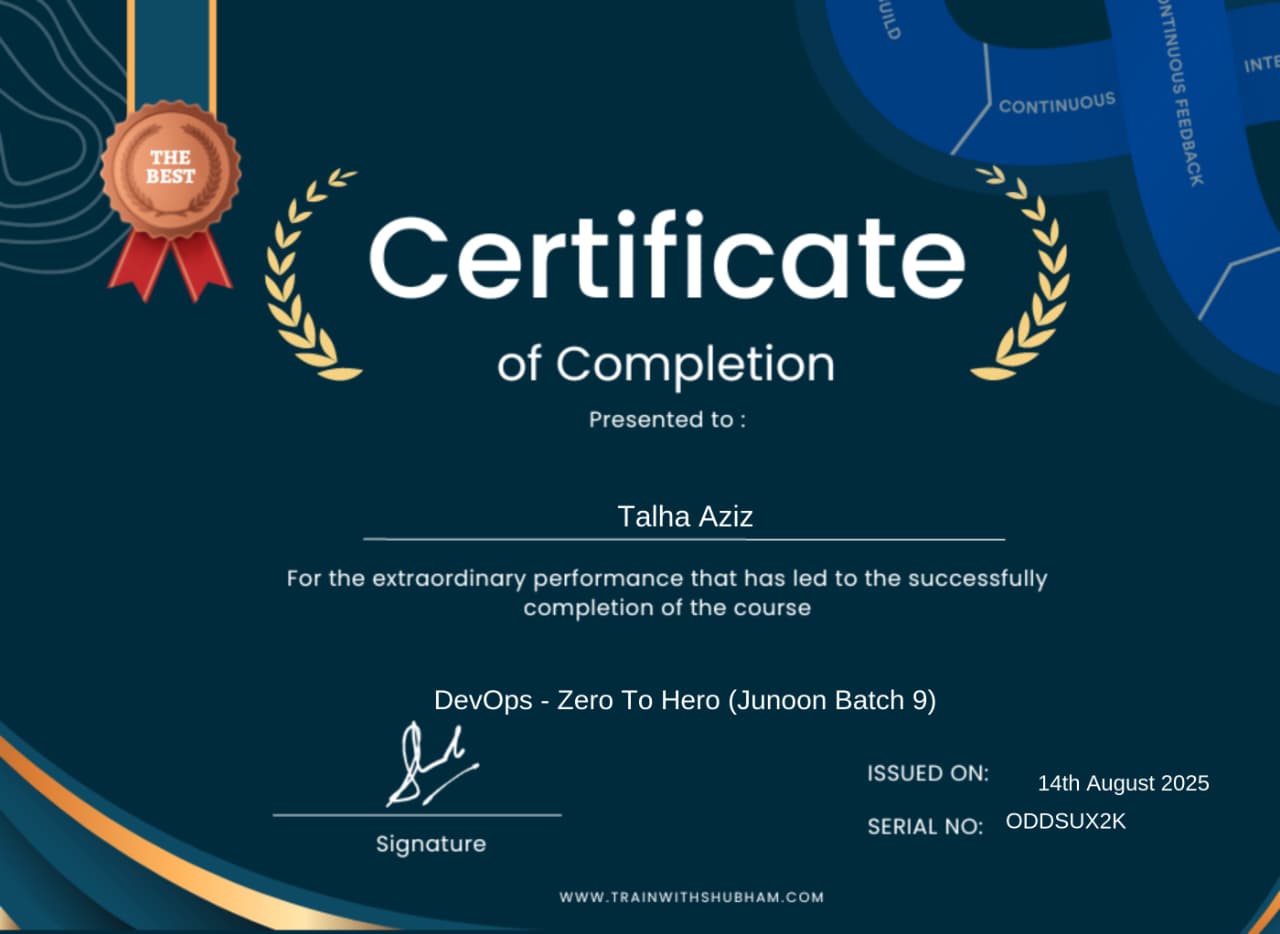 CONTINUOUS
CONTINUOUS FEEDBACK
THE
BEST
Certificate
of Completion
Presented to :
Talha Aziz
For the extraordinary performance that has led to the successfully
completion of the course
DevOps - Zero To Hero (Junoon Batch 9)
ISSUED ON: 14th August 2025
SERIAL NO: ODDSUX2K
Signature
WWW.TRAINWITHSHUBHAM.COM